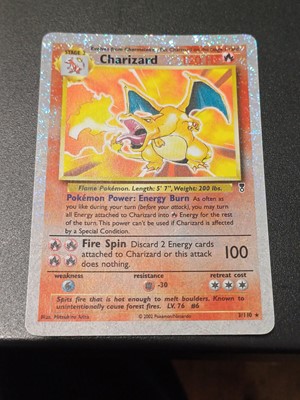 STAGE 2
Charizard
Flame Pokémon. Length: 5' 7", Weight: 200 lbs.
Pokémon Power: Energy Burn As often as
you like during your turn (before your attack), you may turn
all Energy attached to Charizard into Energy for the
rest of the turn. This power can't be used if Charizard is affected
by a Special Condition.
Fire Spin Discard 2 Energy cards
attached to Charizard or this attack
does nothing.
100
weakness
resistance
retreat cost
-30
Spits fire that is hot enough to melt boulders. Known to
unintentionally cause forest fires. LV. 76 #6
©2002 Pokémon/Nintendo
3/110